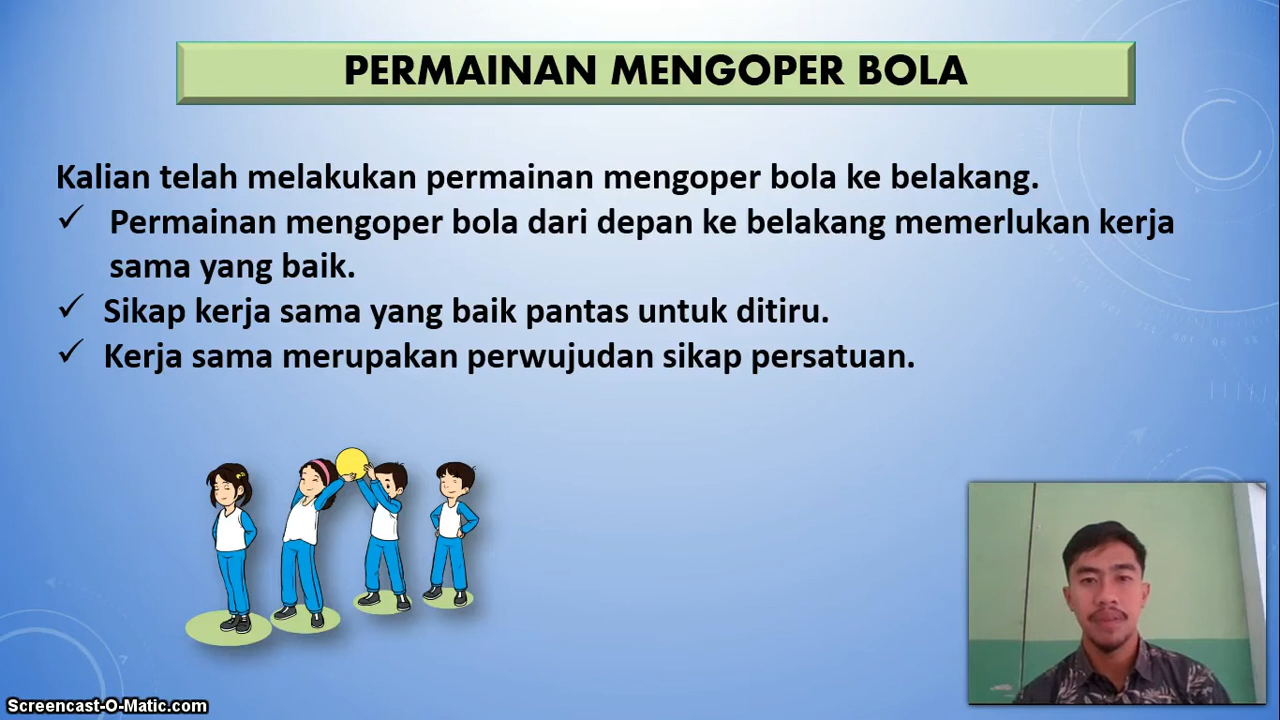 PERMAINAN MENGOPER BOLA
Kalian telah melakukan permainan mengoper bola ke belakang.
✓ Permainan mengoper bola dari depan ke belakang memerlukan kerja
sama yang baik.
✓ Sikap kerja sama yang baik pantas untuk ditiru.
✓ Kerja sama merupakan perwujudan sikap persatuan.
Screencast-O-Matic.com